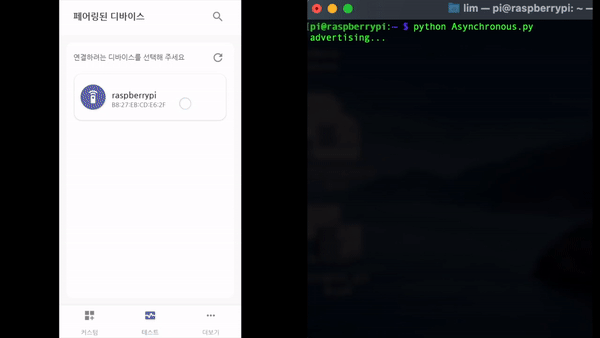 페어링된 디바이스
연결하려는 디바이스를 선택해 주세요
raspberrypi
B8:27:EB:CD:E6:2F
커스텀
테스트
더보기
lim — pi@raspberrypi: ~ —
[pi@raspberrypi:~ $ python Asynchronous.py
advertising...